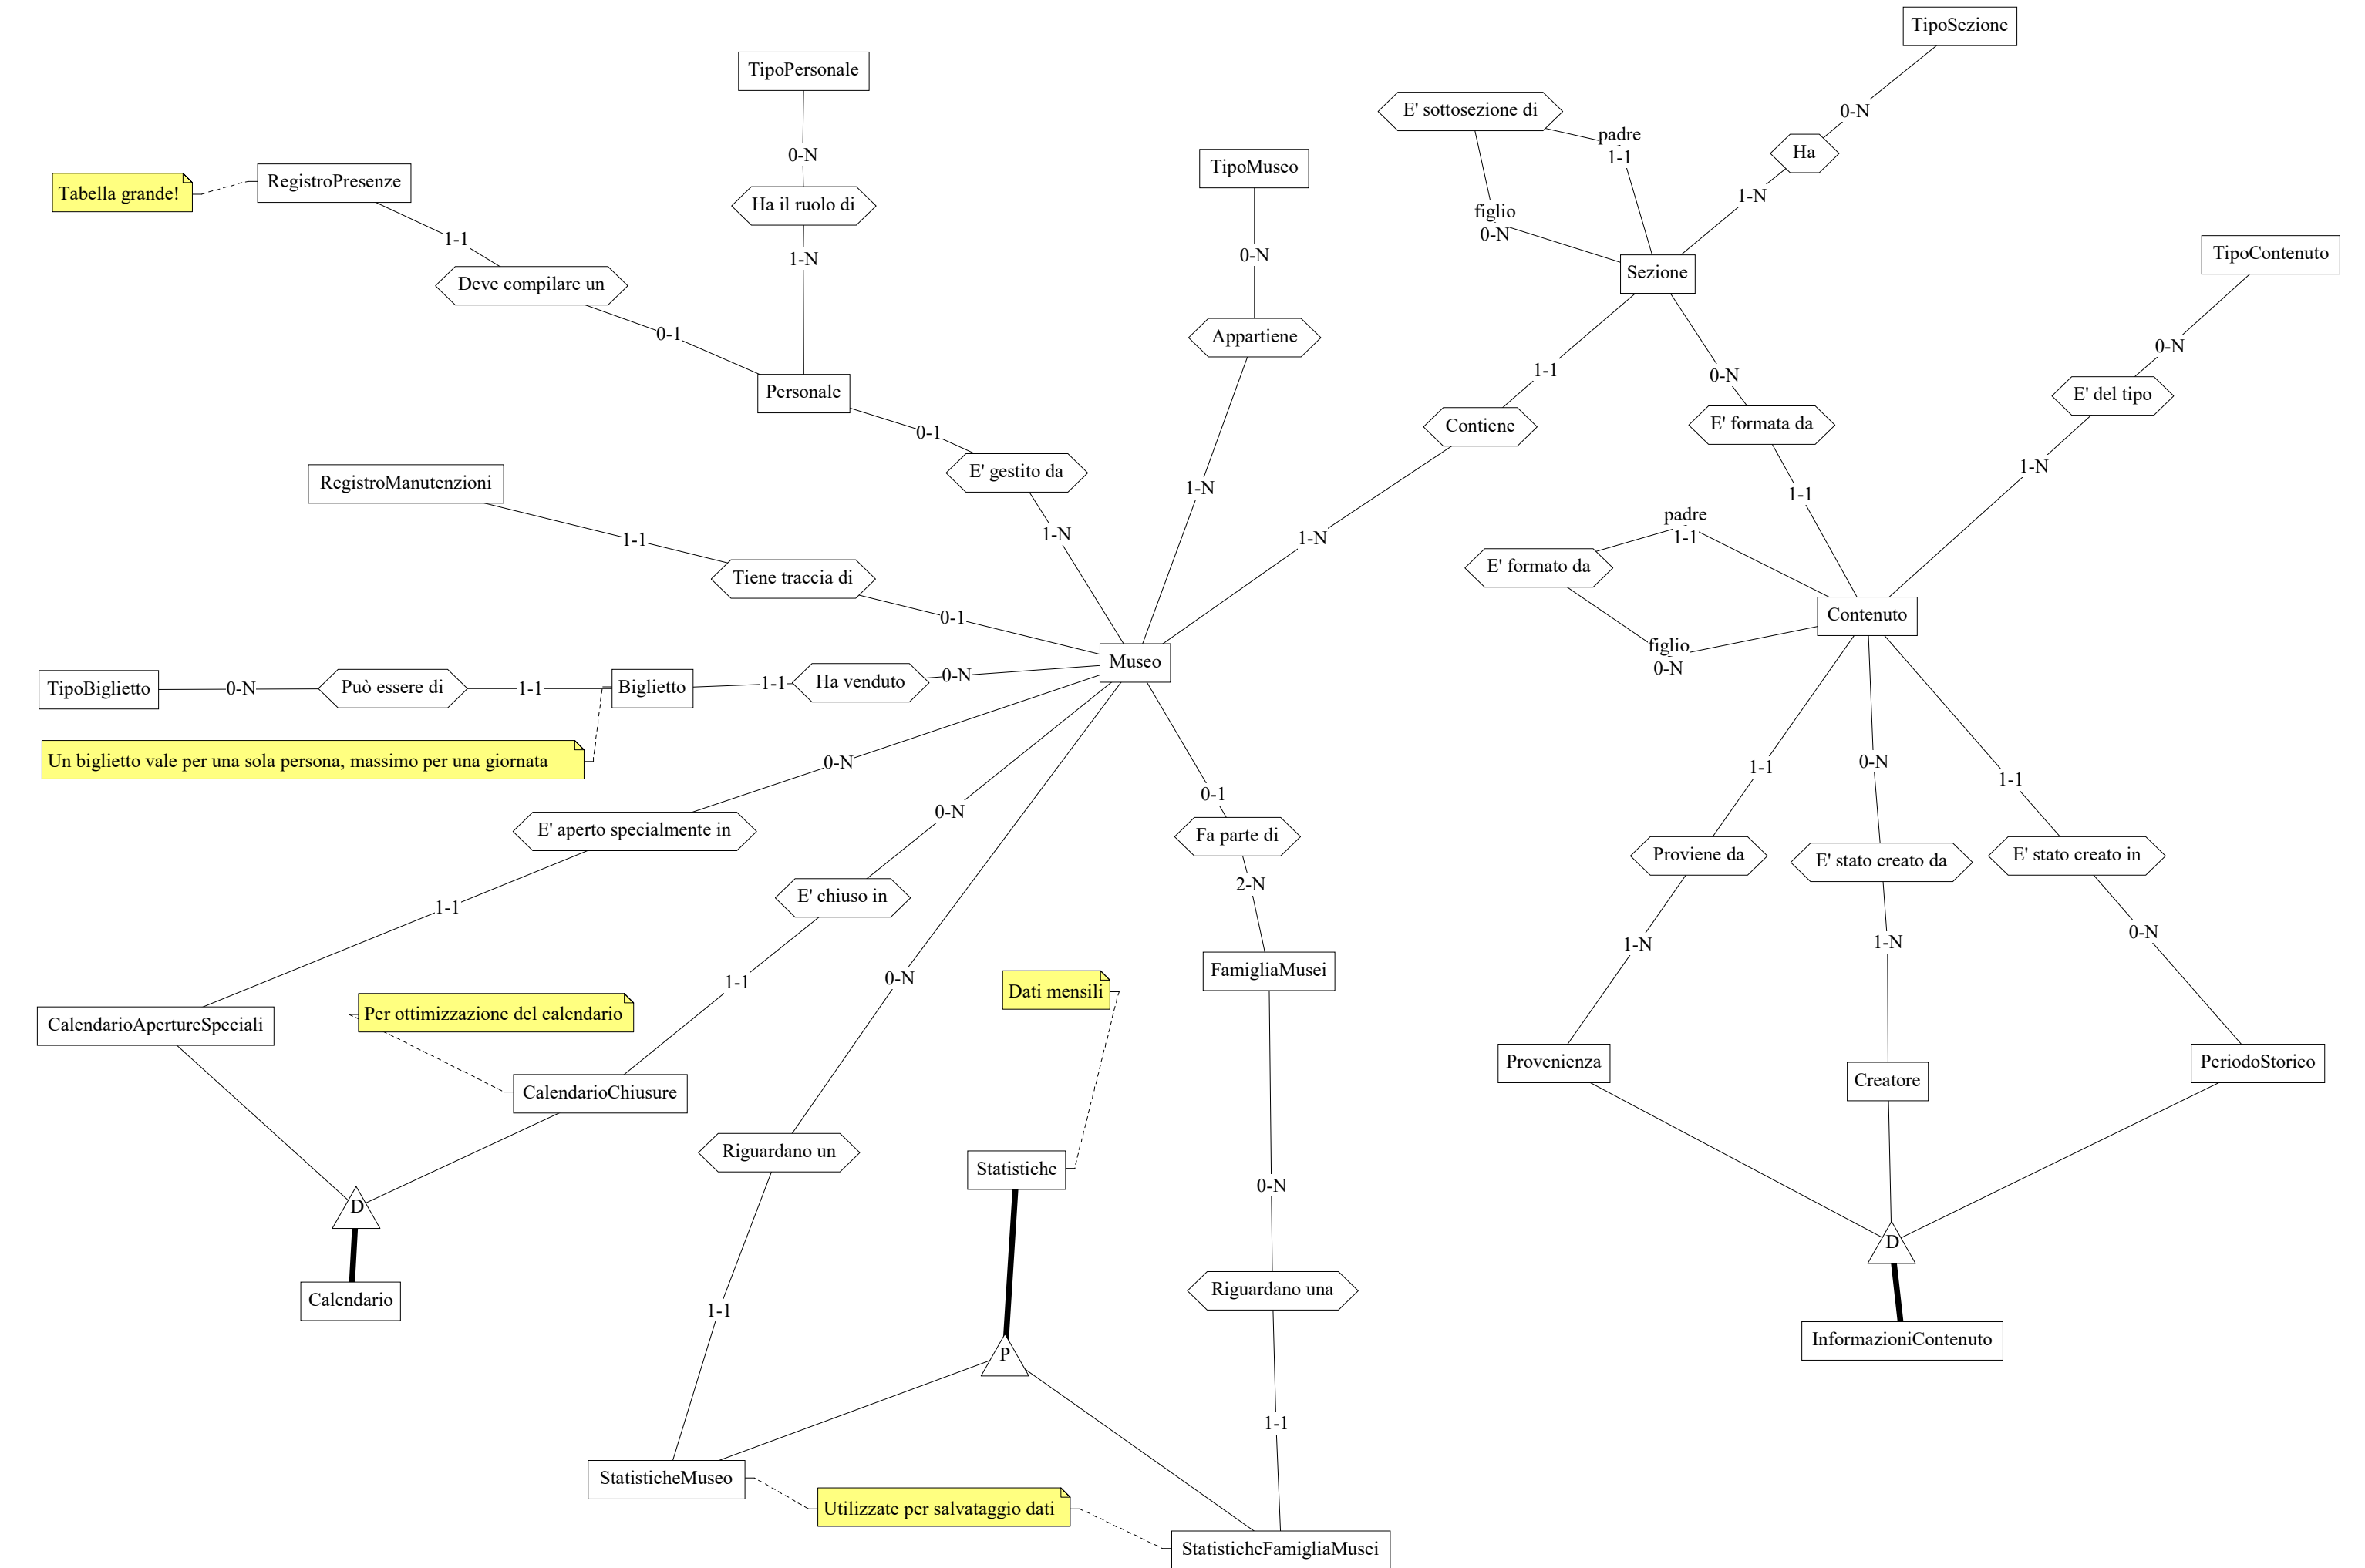 TipoSezione
TipoPersonale
E' sottosezione di
0-N
padre
1-1
Ha
0-N
TipoMuseo
RegistroPresenze
Tabella grande!
1-N
Ha il ruolo di
figlio
0-N
1-1
1-N
0-N
TipoContenuto
Sezione
Deve compilare un
0-1
Appartiene
0-N
1-1
0-N
Personale
E' del tipo
E' formata da
Contiene
0-1
1-N
E' gestito da
RegistroManutenzioni
1-N
1-1
padre
1-1
1-N
1-N
1-1
E' formato da
Tiene traccia di
0-1
Contenuto
figlio
0-N
Museo
TipoBiglietto
0-N
Può essere di
1-1
Biglietto
1-1
Ha venduto
0-N
Un biglietto vale per una sola persona, massimo per una giornata
0-N
1-1
0-N
1-1
0-1
0-N
E' aperto specialmente in
Fa parte di
Proviene da
E' stato creato da
E' stato creato in
2-N
E' chiuso in
1-1
0-N
1-N
1-N
FamigliaMusei
0-N
1-1
Dati mensili
Per ottimizzazione del calendario
CalendarioApertureSpeciali
Provenienza
PeriodoStorico
Creatore
CalendarioChiusure
Riguardano un
Statistiche
0-N
D
D
Riguardano una
Calendario
1-1
InformazioniContenuto
P
1-1
StatisticheMuseo
Utilizzate per salvataggio dati
StatisticheFamigliaMusei